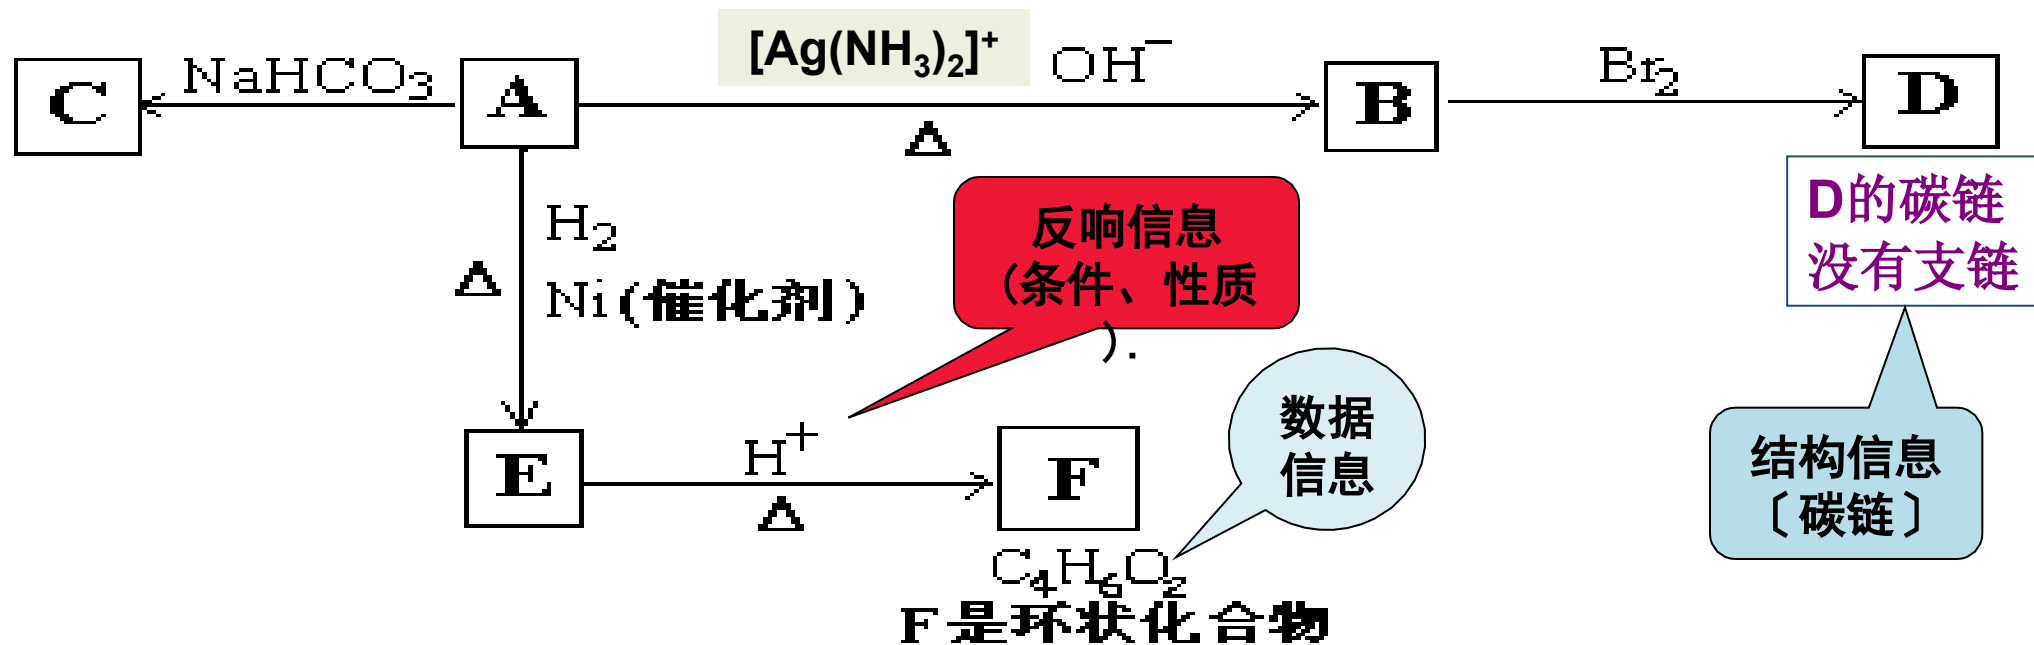 C
NaHCO₃
A
[Ag(NH₃)₂]⁺
OH⁻
△
B
Br₂
D
D的碳链
没有支链
H₂
△
Ni(催化剂)
反响信息
(条件、性质
).
数据
信息
结构信息
〔碳链〕
E
H⁺
△
F
C₄H₆O₂
F是环状化合物